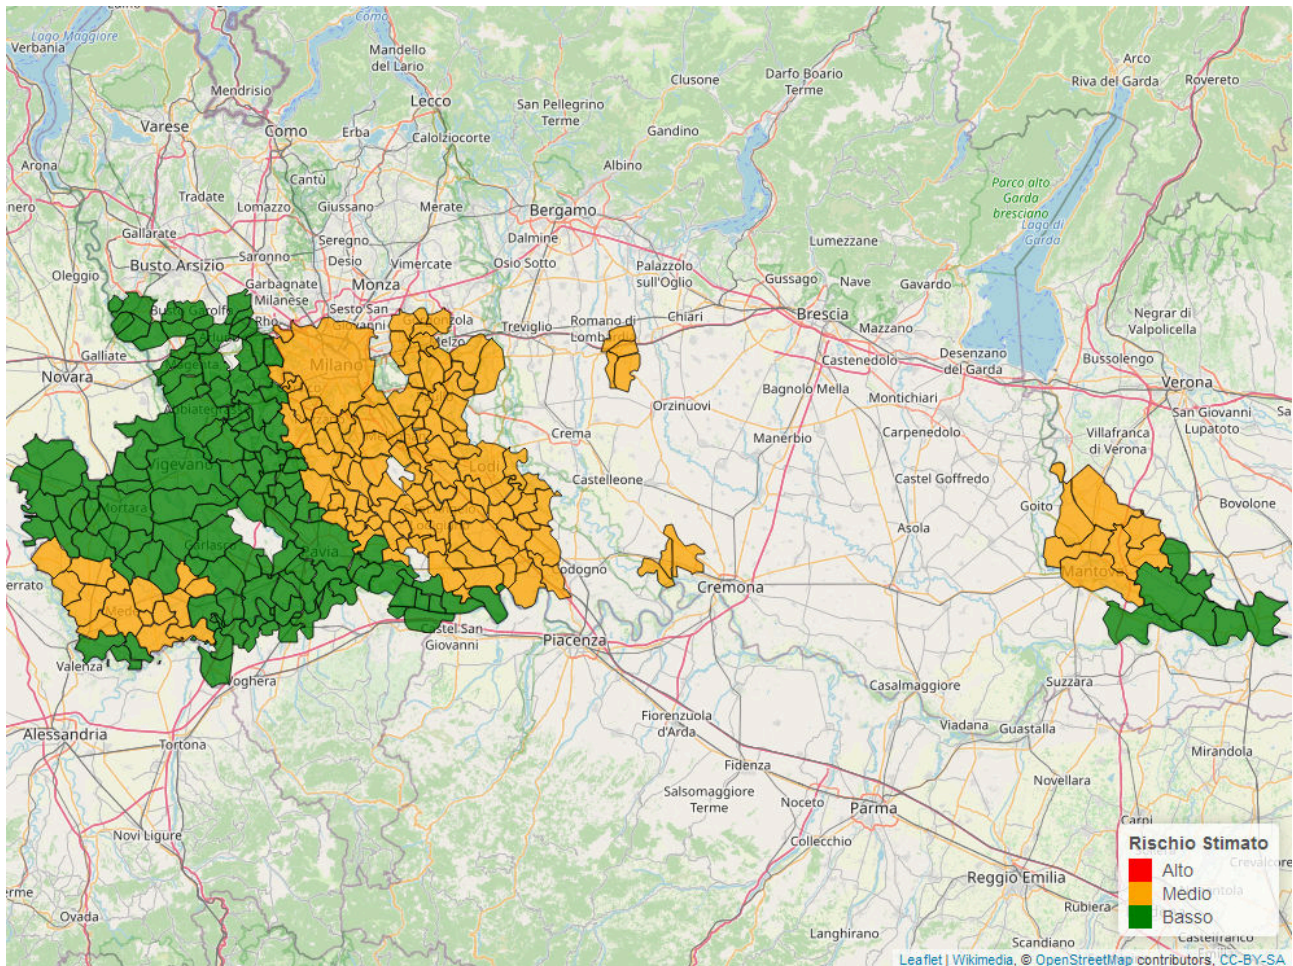 Como
Lago Maggiore
Verbania
Mandello
del Lario
Arco
Riva del Garda
Rovereto
Darfo Boario
Terme
Clusone
Mendrisio
Lecco
San Pellegrino
Terme
Varese
Como
Erba
Calolziocorte
Gandino
Arona
Albino
Cantù
Parco alto
Garda
bresciano
Lago di
Garda
Tradate
Lomazzo
Giussano
Merate
Bergamo
Gallarate
Seregno
Desio
Dalmine
Lumezzane
Busto Arsizio
Saronno
Vimercate
Osio Sotto
Palazzolo
sull'Oglio
Oleggio
Garbagnate
Milanese
Monza
Gussago
Nave
Gavardo
Busto Garolfo
Rho
Sesto San
Giovanni
Treviglio
Romano di
Chiari
Brescia
Mazzano
Negrar di
Valpolicella
Galliate
Milano
Castenedolo
Desenzano
del Garda
Bussolengo
Novara
Magenta
Bagnolo Mella
Montichiari
Verona
Orzinuovi
San Giovanni
Lupatoto
Crema
Manerbio
Carpenedolo
Villafranca
di Verona
Vigevano
Lodi
Castelleone
Castel Goffredo
Bovolone
Mortara
Goito
Asola
Garlasco
Pavia
Mantova
Cremona
Castel San
Giovanni
Piacenza
Valenza
Voghera
Casalmaggiore
Suzzara
Fiorenzuola
d'Arda
Viadana
Guastalla
Alessandria
Tortona
Mirandola
Fidenza
Novellara
Salsomaggiore
Terme
Noceto
Parma
Carpi
Novi Ligure
Collecchio
Rischio Stimato
Alto
Medio
Basso
Reggio Emilia
Rubiera
Ovada
Langhirano
Scandiano
Castelfranco
Leaflet | Wikimedia, © OpenStreetMap contributors, CC-BY-SA